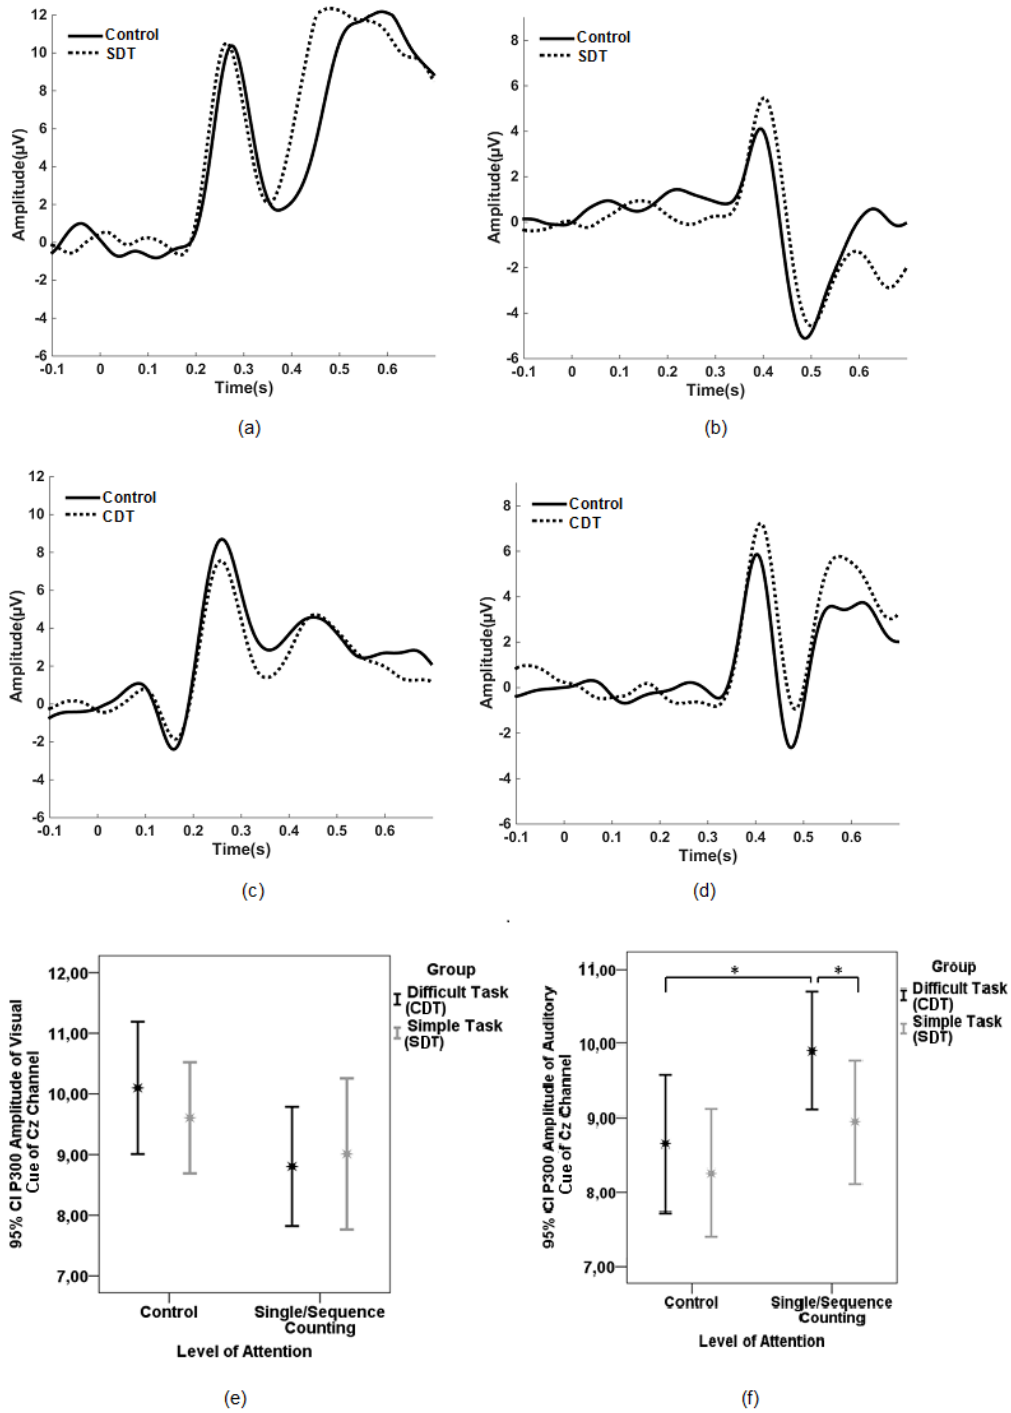 Control
SDT
12
10
8
6
4
2
0
-2
-4
-6
-0.1 0 0.1 0.2 0.3 0.4 0.5 0.6
Amplitude(µV)
Time(s)
(a)
Control
SDT
8
6
4
2
0
-2
-4
-6
-0.1 0 0.1 0.2 0.3 0.4 0.5 0.6
Amplitude(µV)
Time(s)
(b)
Control
CDT
12
10
8
6
4
2
0
-2
-4
-6
-0.1 0 0.1 0.2 0.3 0.4 0.5 0.6
Amplitude(µV)
Time(s)
(c)
Control
CDT
8
6
4
2
0
-2
-4
-6
-0.1 0 0.1 0.2 0.3 0.4 0.5 0.6
Amplitude(µV)
Time(s)
(d)
95% CI P300 Amplitude of Visual
Cue of Cz Channel
12,00
11,00
10,00
9,00
8,00
7,00
Group
Difficult Task
(CDT)
Simple Task
(SDT)
Control Single/Sequence
Counting
Level of Attention
(e)
95% CI P300 Amplitude of Auditory
Cue of Cz Channel
11,00
10,00
9,00
8,00
7,00
* *
Group
Difficult Task
(CDT)
Simple Task
(SDT)
Control Single/Sequence
Counting
Level of Attention
(f)